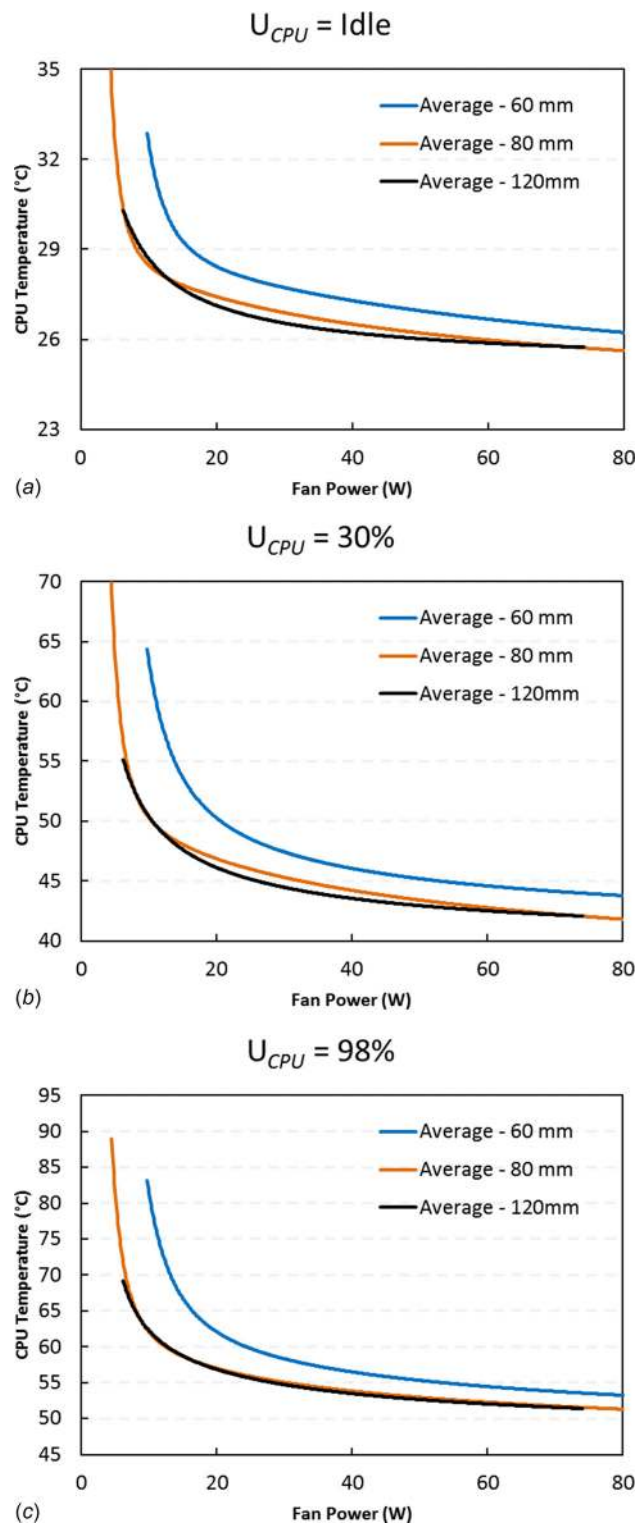 U_CPU = Idle
35
32
29
26
23
CPU Temperature (°C)
Average - 60 mm
Average - 80 mm
Average - 120mm
0 20 40 60 80
Fan Power (W)
(a)
U_CPU = 30%
70
65
60
55
50
45
40
CPU Temperature (°C)
Average - 60 mm
Average - 80 mm
Average - 120mm
0 20 40 60 80
Fan Power (W)
(b)
U_CPU = 98%
95
90
85
80
75
70
65
60
55
50
45
CPU Temperature (°C)
Average - 60 mm
Average - 80 mm
Average - 120mm
0 20 40 60 80
Fan Power (W)
(c)